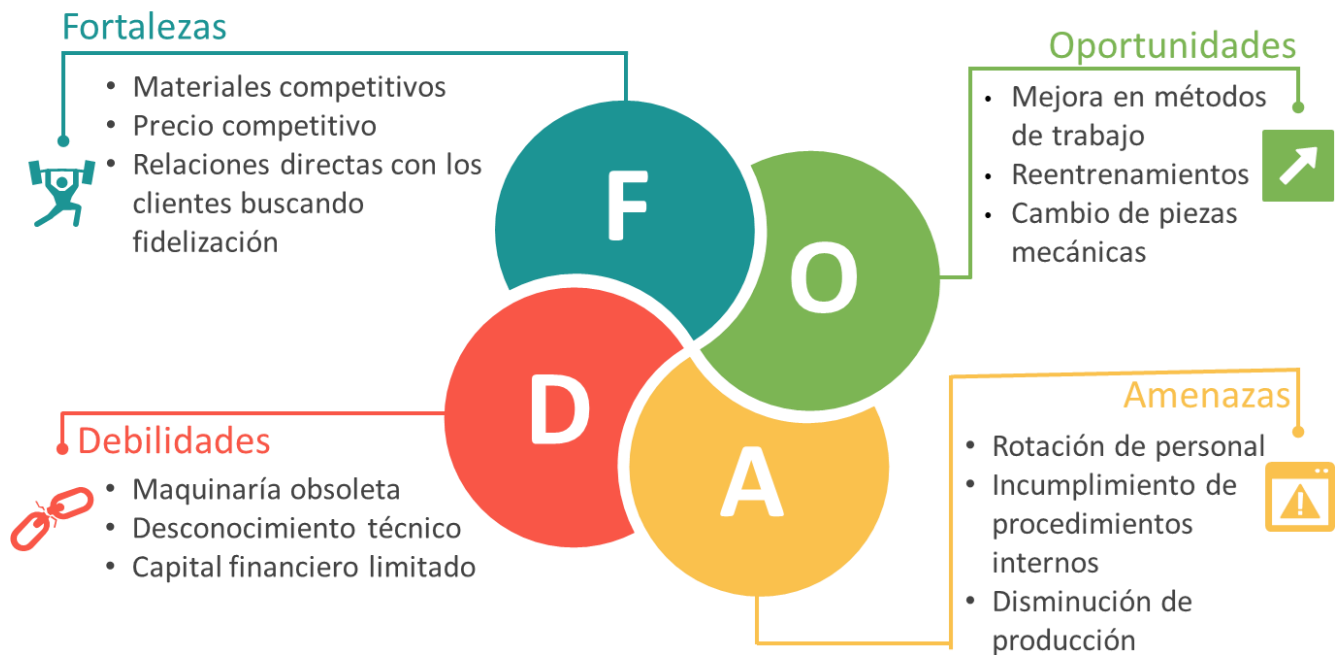 Fortalezas
• Materiales competitivos
• Precio competitivo
• Relaciones directas con los
clientes buscando
fidelización
Oportunidades
• Mejora en métodos
de trabajo
• Reentrenamientos
• Cambio de piezas
mecánicas
F
O
D
A
Debilidades
• Maquinaría obsoleta
• Desconocimiento técnico
• Capital financiero limitado
Amenazas
• Rotación de personal
• Incumplimiento de
procedimientos
internos
• Disminución de
producción